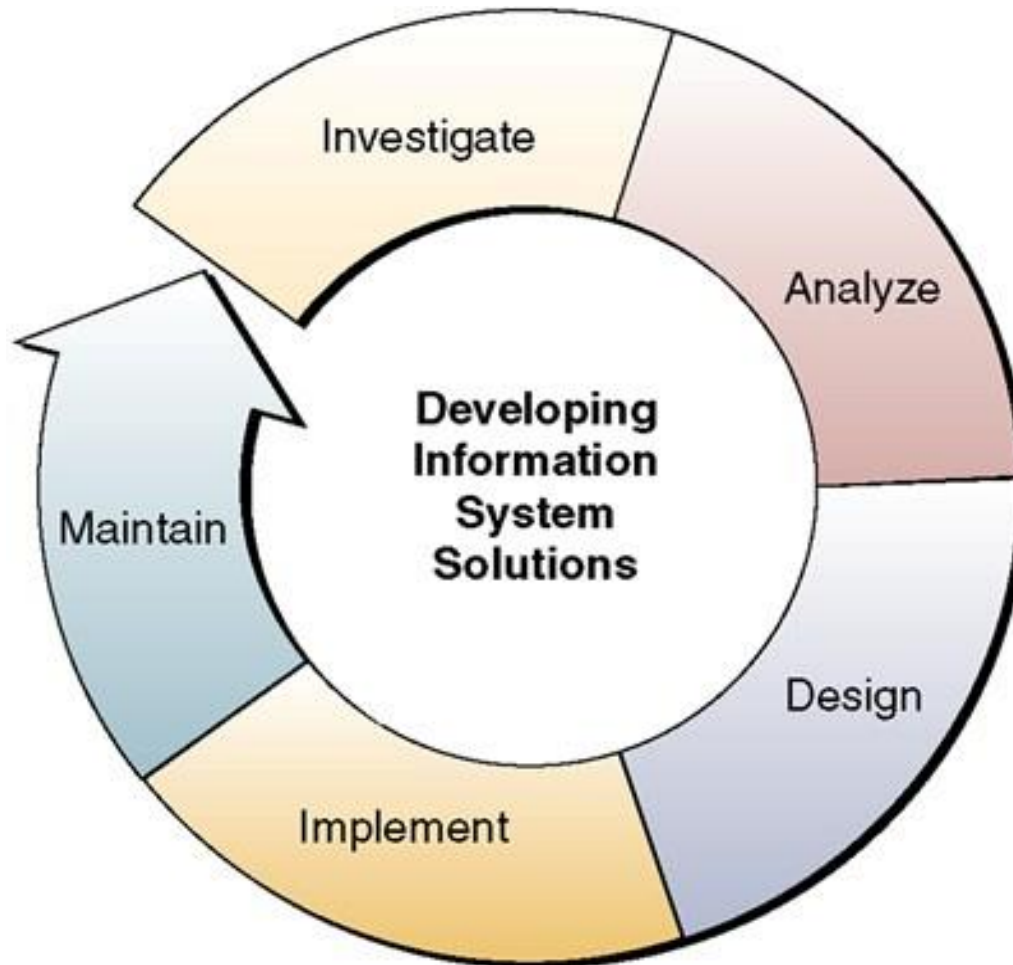 Investigate
Analyze
Developing
Information
System
Solutions
Maintain
Design
Implement